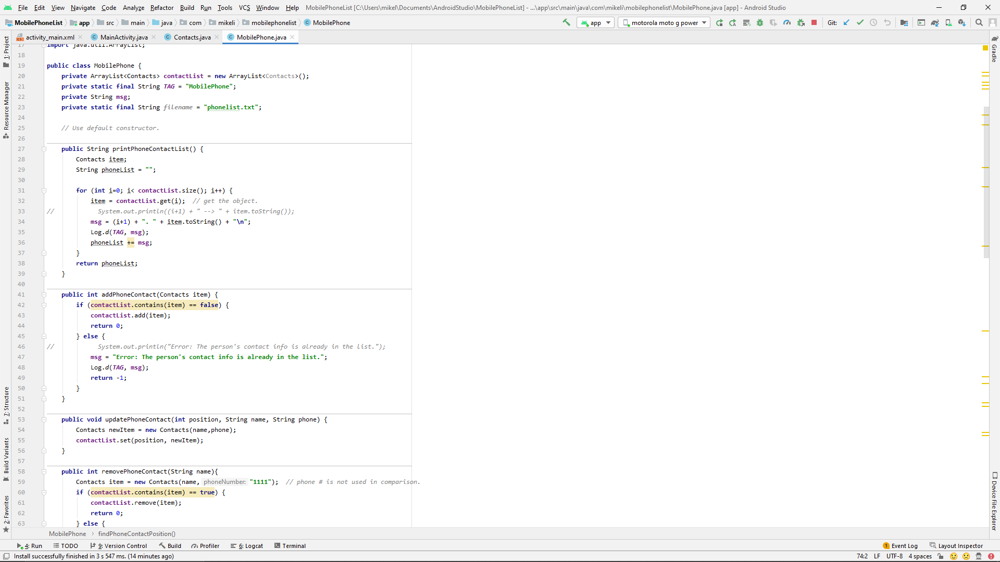 File Edit View Navigate Code Analyze Refactor Build Run Tools VCS Window Help MobilePhoneList [C:\Users\mikel\Documents\AndroidStudio\MobilePhoneList] - ...\app\src\main\java\com\mikeli\mobilephonelist\MobilePhone.java [app] - Android Studio
MobilePhoneList app src main java com mikeli mobilephonelist MobilePhone app motorola moto g power Git:
activity_main.xml MainActivity.java Contacts.java MobilePhone.java
1: Project
Resource Manager
7: Structure
Build Variants
2: Favorites
17 import java.util.ArrayList;
18
19 public class MobilePhone {
20 private ArrayList<Contacts> contactList = new ArrayList<Contacts>();
21 private static final String TAG = "MobilePhone";
22 private String msg;
23 private static final String filename = "phonelist.txt";
24
25 // Use default constructor.
26
27 public String printPhoneContactList() {
28 Contacts item;
29 String phoneList = "";
30
31 for (int i=0; i< contactList.size(); i++) {
32 item = contactList.get(i); // get the object.
33 // System.out.println((i+1) + " --> " + item.toString());
34 msg = (i+1) + ". " + item.toString() + "\n";
35 Log.d(TAG, msg);
36 phoneList += msg;
37 }
38 return phoneList;
39 }
40
41 public int addPhoneContact(Contacts item) {
42 if (contactList.contains(item) == false) {
43 contactList.add(item);
44 return 0;
45 } else {
46 // System.out.println("Error: The person's contact info is already in the list.");
47 msg = "Error: The person's contact info is already in the list.";
48 Log.d(TAG, msg);
49 return -1;
50 }
51 }
52
53 public void updatePhoneContact(int position, String name, String phone) {
54 Contacts newItem = new Contacts(name,phone);
55 contactList.set(position, newItem);
56 }
57
58 public int removePhoneContact(String name){
59 Contacts item = new Contacts(name, phoneNumber: "1111"); // phone # is not used in comparison.
60 if (contactList.contains(item) == true) {
61 contactList.remove(item);
62 return 0;
63 } else {
Gradle
Device File Explorer
MobilePhone findPhoneContactPosition()
4: Run TODO 9: Version Control Build Profiler 6: Logcat Terminal 1 Event Log Layout Inspector
Install successfully finished in 3 s 547 ms. (14 minutes ago) 74:2 LF UTF-8 4 spaces